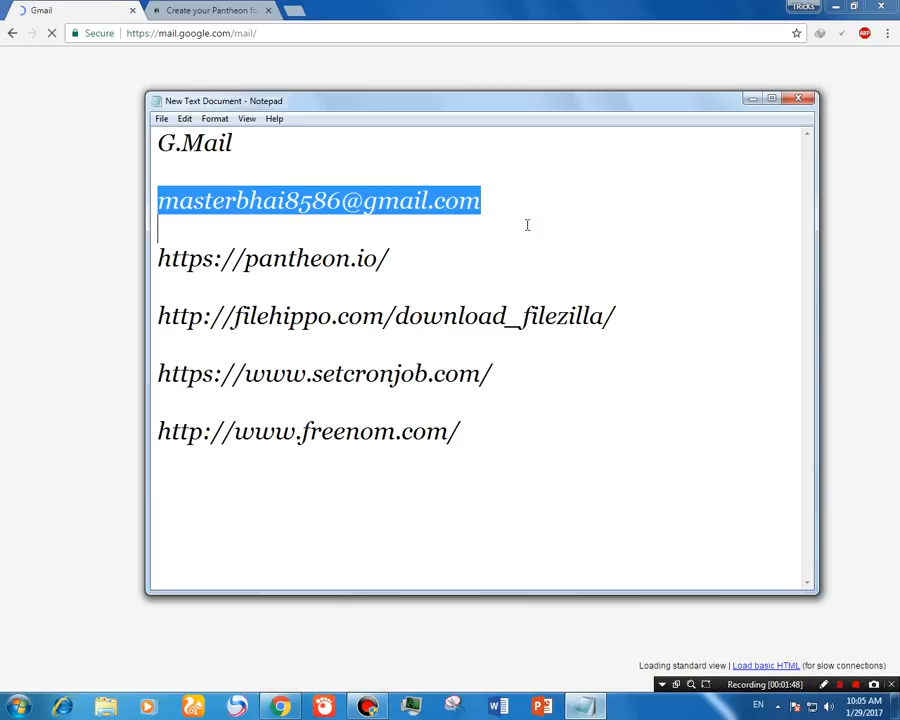 Gmail
Create your Pantheon fo
TRicKs
Secure
https://mail.google.com/mail/
ABP
New Text Document - Notepad
File Edit Format View Help
G.Mail
masterbhai8586@gmail.com
https://pantheon.io/
http://filehippo.com/download_filezilla/
https://www.setcronjob.com/
http://www.freenom.com/
Loading standard view | Load basic HTML (for slow connections)
Recording [00:01:48]
EN
10:05 AM
1/29/2017